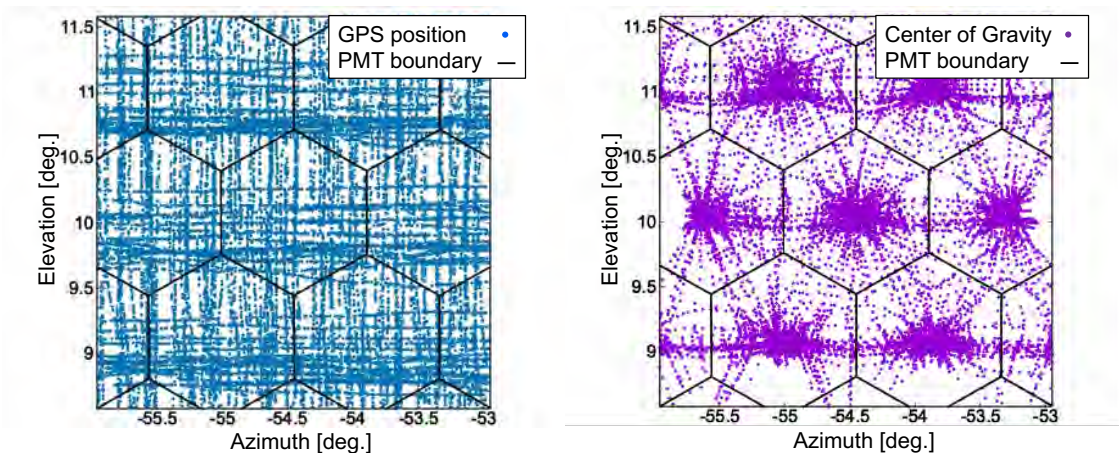 GPS position
PMT boundary
11.5
11
10.5
10
9.5
9
Elevation [deg.]
-55.5 -55 -54.5 -54 -53.5 -53
Azimuth [deg.]
Center of Gravity
PMT boundary
11.5
11
10.5
10
9.5
9
Elevation [deg.]
-55.5 -55 -54.5 -54 -53.5 -53
Azimuth [deg.]